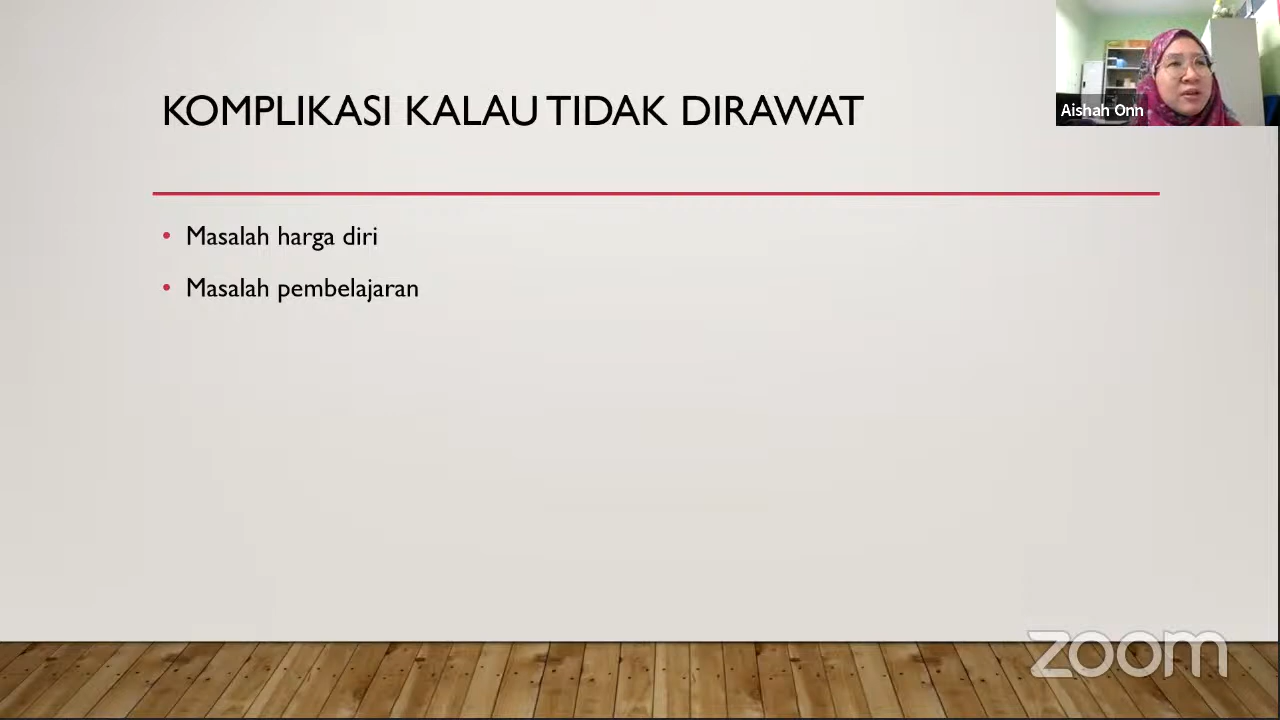 KOMPLIKASI KALAU TIDAK DIRAWAT
Aishah Onn
• Masalah harga diri
• Masalah pembelajaran
zoom